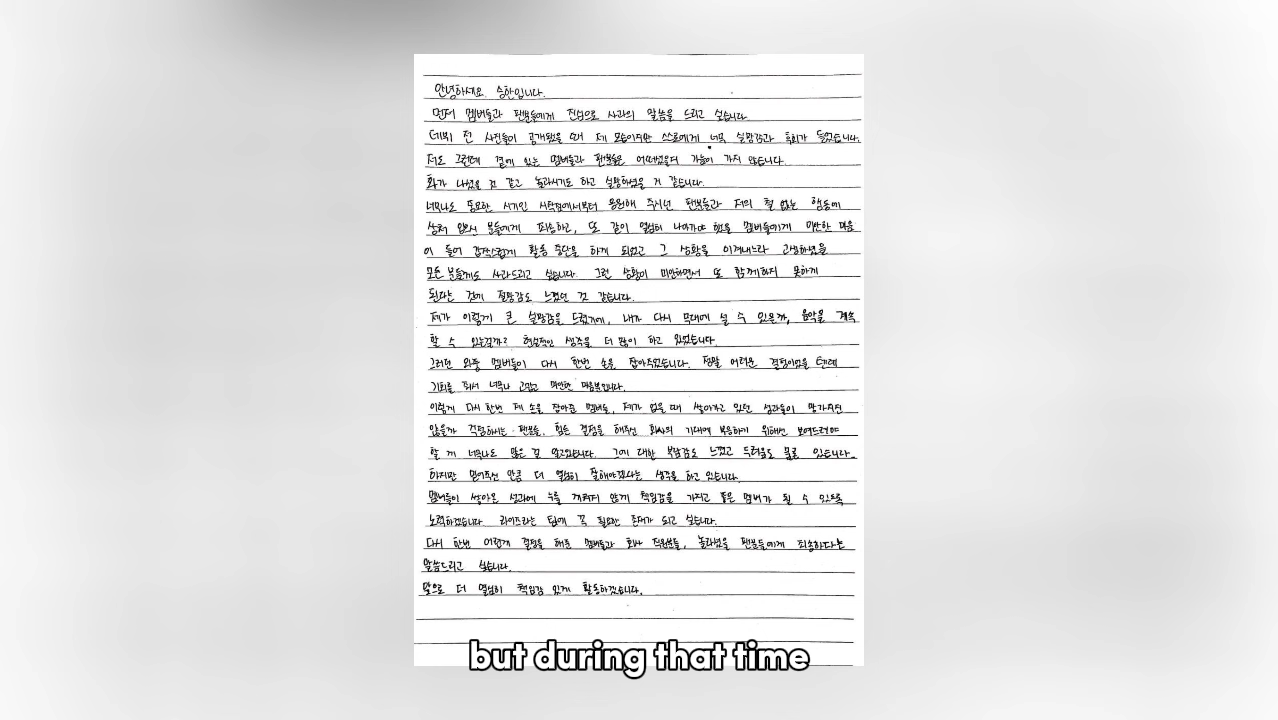 안녕하세요 승한입니다.
먼저 멤버들과 팬분들에게 진심으로 사과의 말씀을 드리고 싶습니다
데뷔 전 사진들이 공개됐을 때 제 모습이지만 스스로에게 너무 실망감과 후회가 들었습니다.
저도 그런데 곁에 있는 멤버들과 팬분들은 어떠셨을지 가늠이 가지 않습니다.
화가 나셨을 것 같고 놀라시기도 하고 실망하셨을 거 같습니다.
너무나도 중요한 시기인 시작점에서부터 응원해 주시던 팬분들과 저의 철 없는 행동에
상처 받으신 분들에게 죄송하고, 또 같이 열심히 나아가야 했을 멤버들에게 미안한 마음
이 들어 갑작스럽게 활동 중단을 하게 되었고 그 상황을 이겨내느라 고생하셨을
모든 분들께도 사과드리고 싶습니다. 그런 상황이 미안하면서 또 함께하지 못하게
된다는 것에 절망감도 느꼈던 것 같습니다.
제가 이렇게 큰 실망감을 드렸기에, 내가 다시 무대에 설 수 있을까, 음악을 계속
할 수 있는걸까? 현실적인 생각을 더 많이 하고 있었습니다.
그러던 와중 멤버들이 다시 한번 손을 잡아주었습니다. 정말 어려운 결정이었을 텐데
기회를 줘서 너무나 고맙고 미안한 마음뿐입니다.
이렇게 다시 한번 제 손을 잡아준 멤버들, 제가 없을 때 쌓아가고 있던 성과들이 망가지진
않을까 걱정하시는 팬분들, 힘든 결정을 해주신 회사의 기대에 부응하기 위해선 보여드려야
할 게 너무나도 많은 걸 알고있습니다. 그에 대한 부담감도 느꼈고 두려움도 물론 있습니다.
하지만 믿어주신 만큼 더 열심히 잘해야겠다는 생각을 하고 있습니다.
멤버들이 쌓아온 성과에 누를 끼치지 않게 책임감을 가지고 좋은 멤버가 될 수 있도록
노력하겠습니다 라이즈라는 팀에 꼭 필요한 존재가 되고 싶습니다.
다시 한번 어렵게 결정을 해준 멤버들과 회사 직원분들, 놀라셨을 팬분들에게 죄송하다는
말씀드리고 싶습니다.
앞으로 더 열심히 책임감 있게 활동하겠습니다.
but during that time